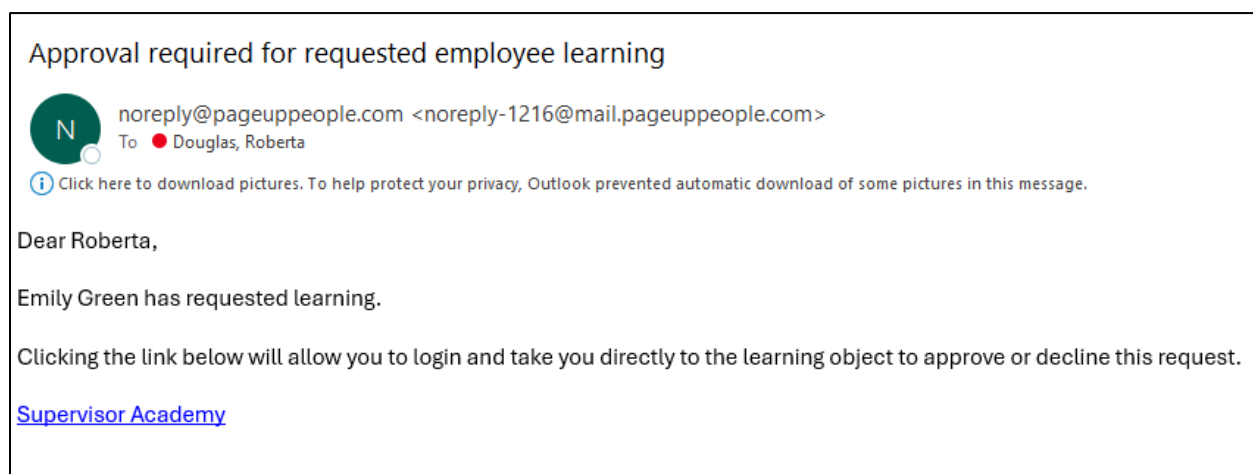 Approval required for requested employee learning
N
noreply@pageuppeople.com <noreply-1216@mail.pageuppeople.com>
To Douglas, Roberta
Click here to download pictures. To help protect your privacy, Outlook prevented automatic download of some pictures in this message.
Dear Roberta,
Emily Green has requested learning.
Clicking the link below will allow you to login and take you directly to the learning object to approve or decline this request.
Supervisor Academy